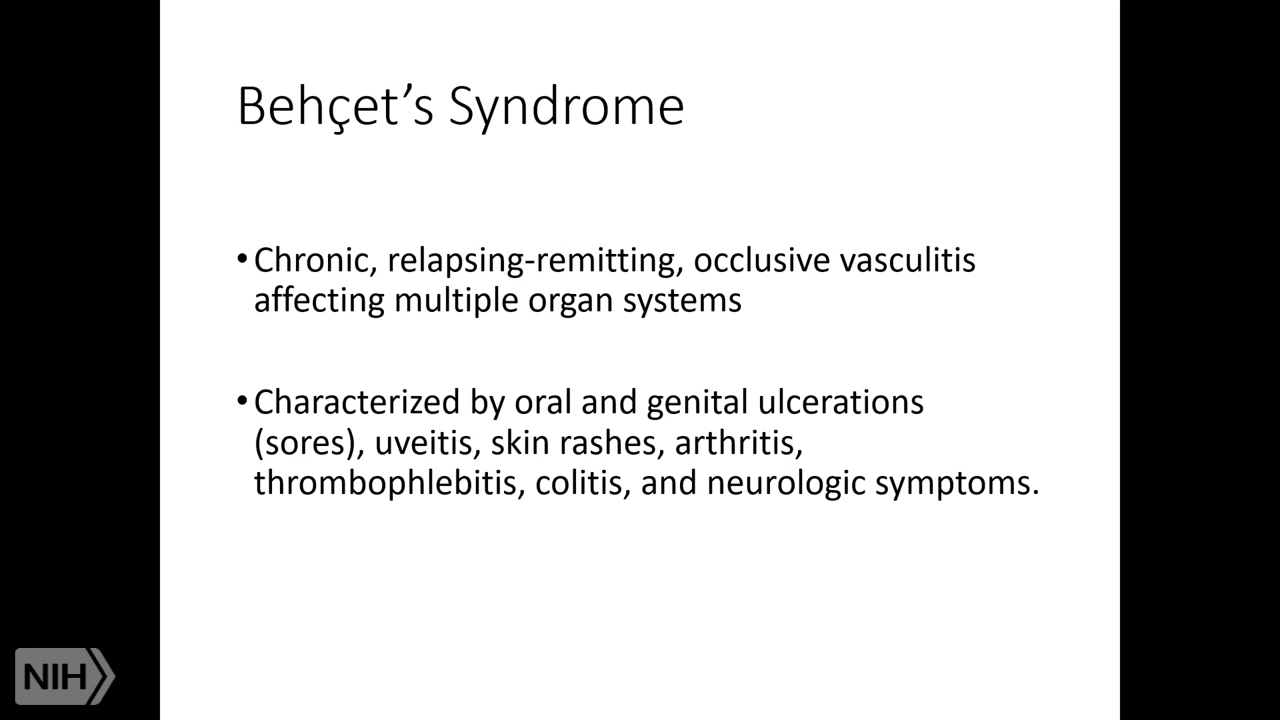 Behçet’s Syndrome
• Chronic, relapsing-remitting, occlusive vasculitis
affecting multiple organ systems
• Characterized by oral and genital ulcerations
(sores), uveitis, skin rashes, arthritis,
thrombophlebitis, colitis, and neurologic symptoms.
NIH